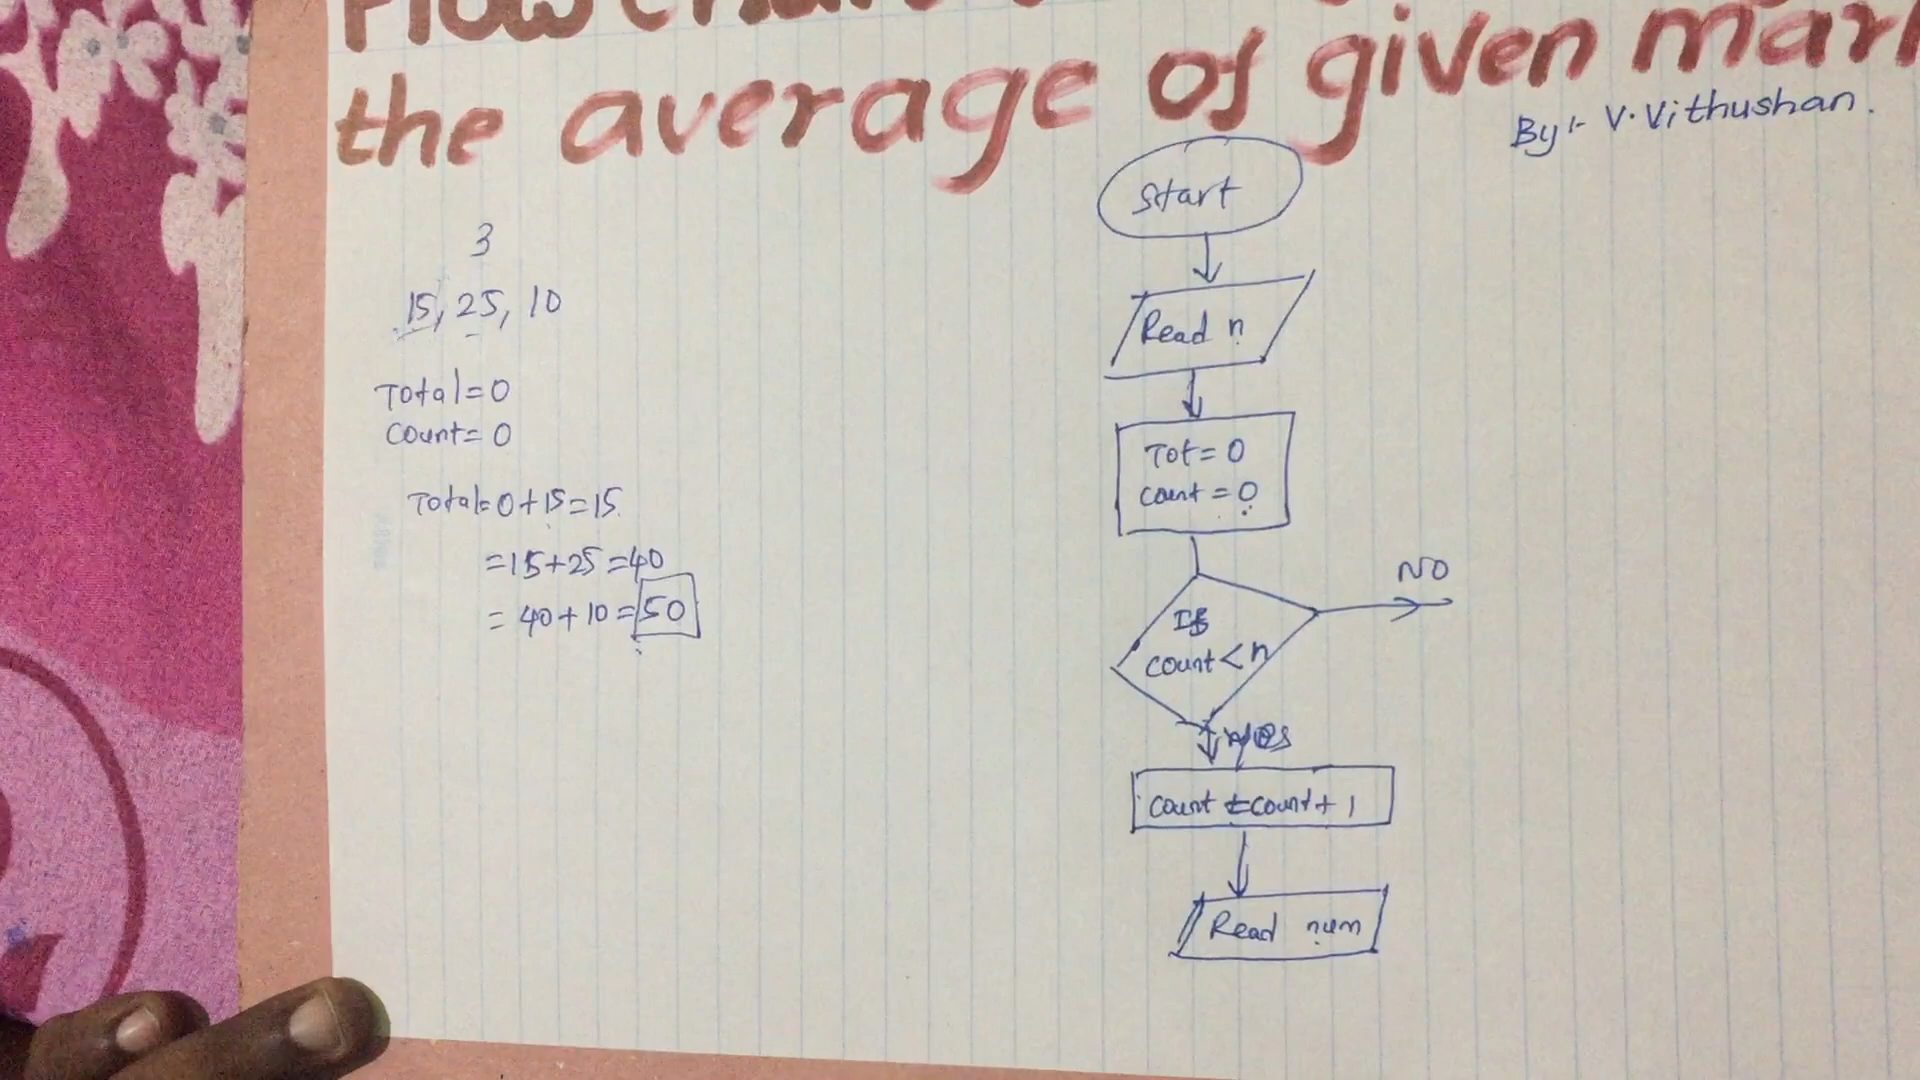 Flow chart
the average of given mar
By:- V.Vithushan.
3
15, 25, 10
Total=0
Count=0
Total=0+15=15
=15+25=40
=40+10=50
Start
Read n
Tot=0
count=0
If
count<n
NO
yes
count=count+1
Read num